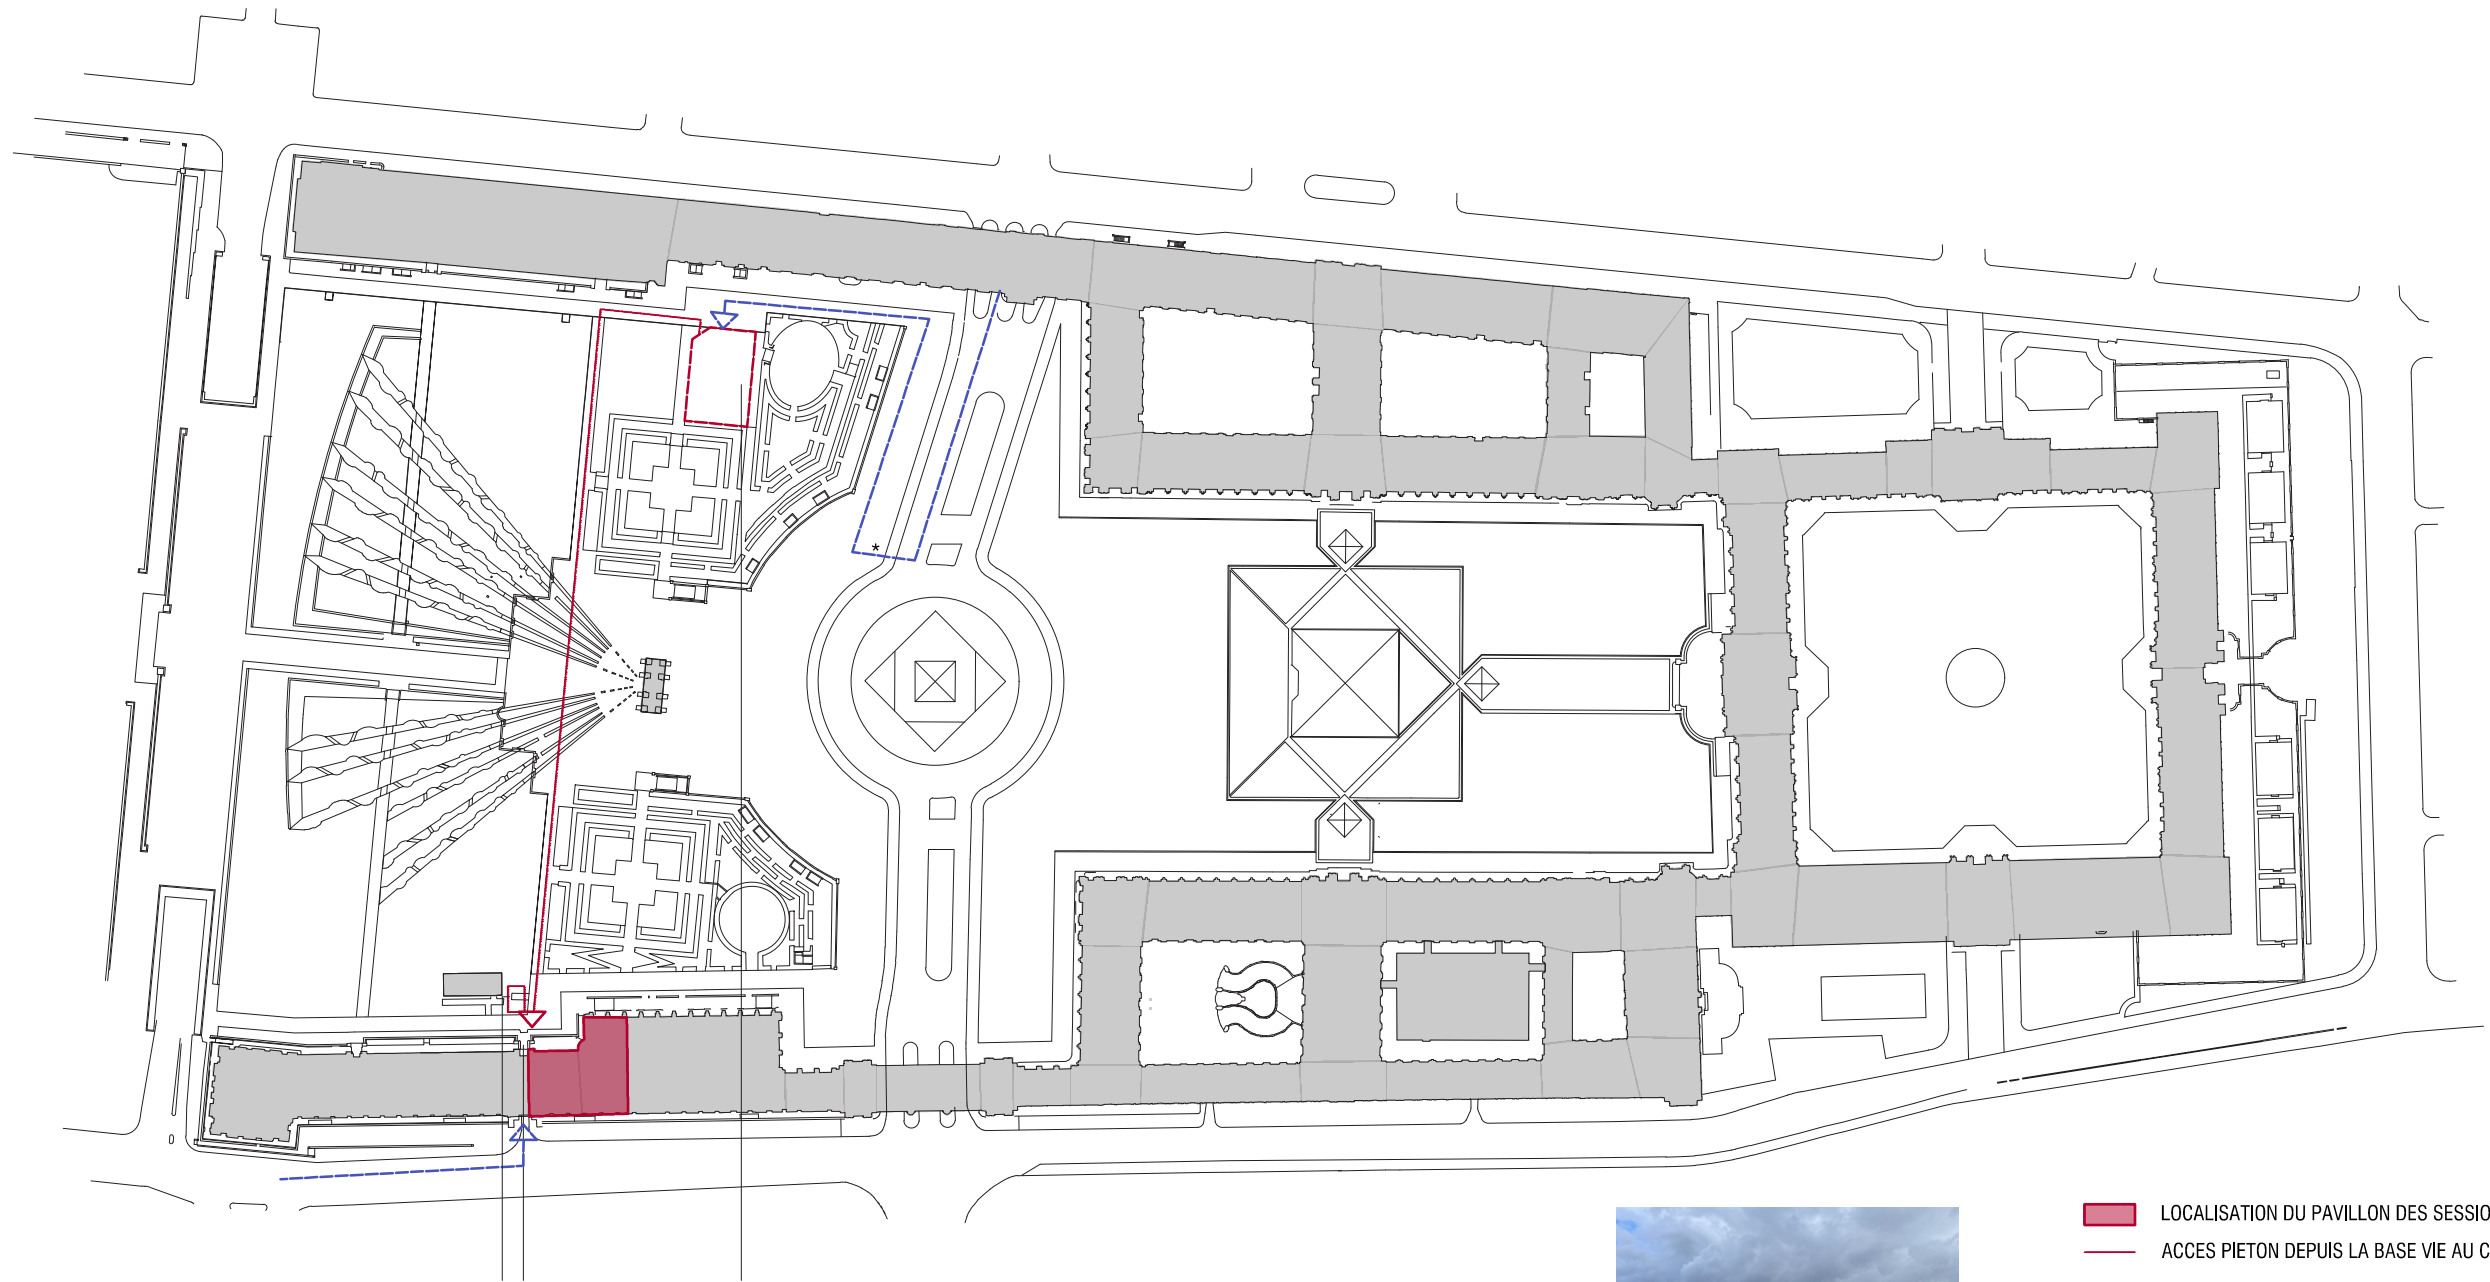 *
LOCALISATION DU PAVILLON DES SESSIO
ACCES PIETON DEPUIS LA BASE VIE AU C